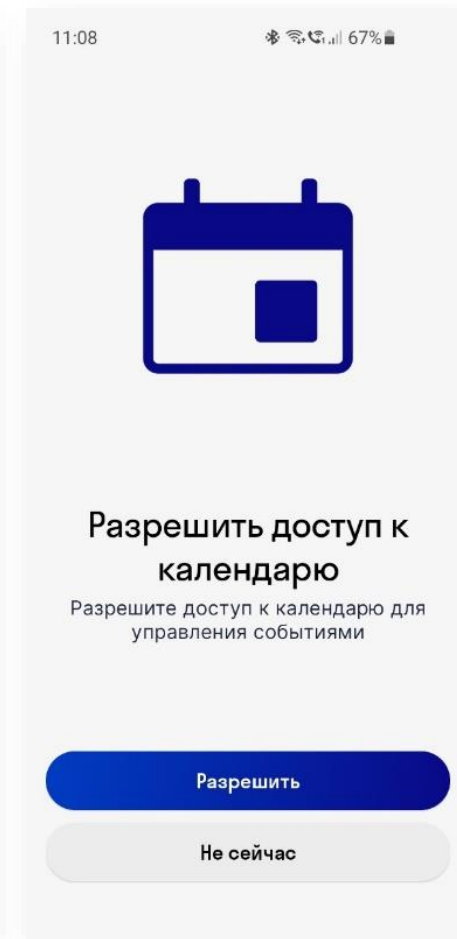 11:08 67%
Разрешить доступ к
календарю
Разрешите доступ к календарю для
управления событиями
Разрешить
Не сейчас